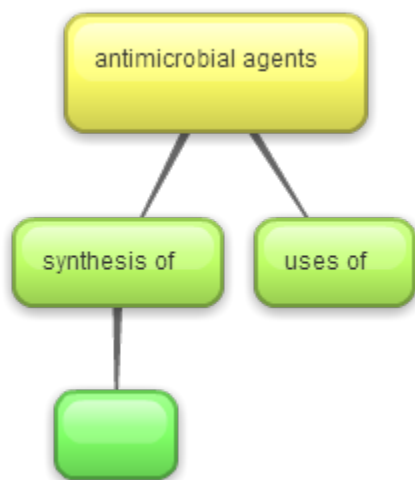 antimicrobial agents
synthesis of
uses of